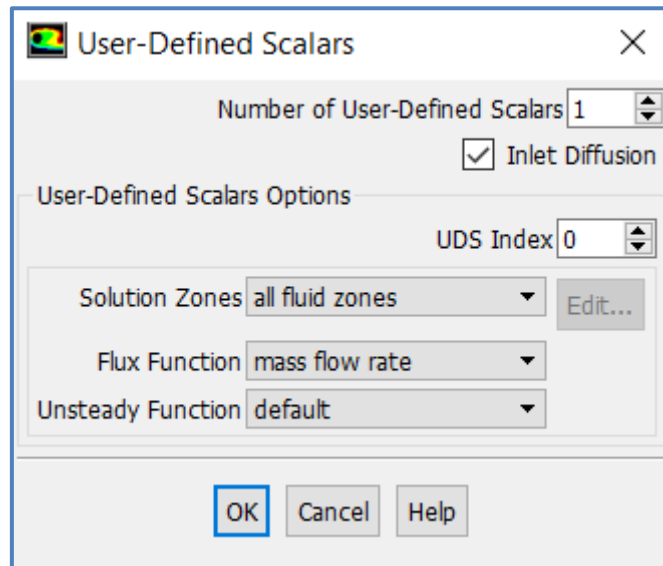 User-Defined Scalars
Number of User-Defined Scalars 1
Inlet Diffusion
User-Defined Scalars Options
UDS Index 0
Solution Zones all fluid zones Edit...
Flux Function mass flow rate
Unsteady Function default
OK Cancel Help